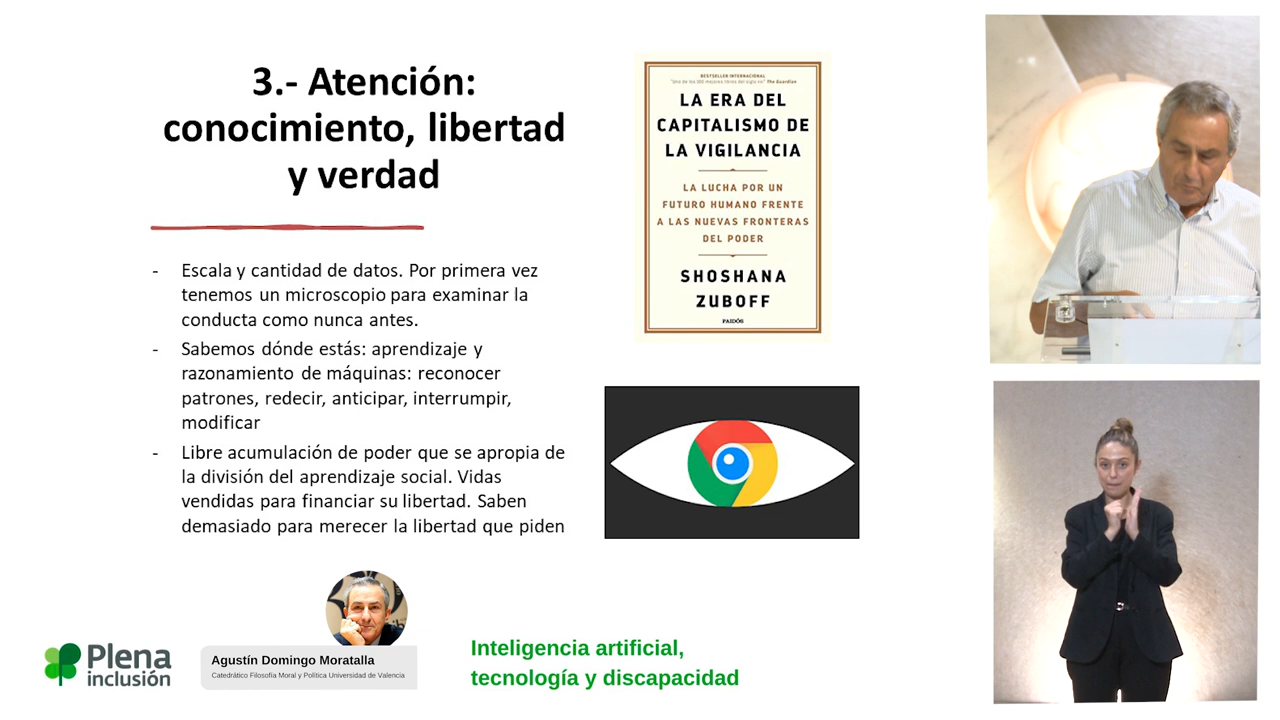 3.- Atención:
conocimiento, libertad
y verdad
- Escala y cantidad de datos. Por primera vez
tenemos un microscopio para examinar la
conducta como nunca antes.
- Sabemos dónde estás: aprendizaje y
razonamiento de máquinas: reconocer
patrones, redecir, anticipar, interrumpir,
modificar
- Libre acumulación de poder que se apropia de
la división del aprendizaje social. Vidas
vendidas para financiar su libertad. Saben
demasiado para merecer la libertad que piden
BESTSELLER INTERNACIONAL
"Uno de los 100 mejores libros del siglo XXI" The Guardian
LA ERA DEL
CAPITALISMO DE
LA VIGILANCIA
LA LUCHA POR UN
FUTURO HUMANO FRENTE
A LAS NUEVAS FRONTERAS
DEL PODER
SHOSHANA
ZUBOFF
PAIDÓS
Plena
inclusión
Agustín Domingo Moratalla
Catedrático Filosofía Moral y Política Universidad de Valencia
Inteligencia artificial,
tecnología y discapacidad